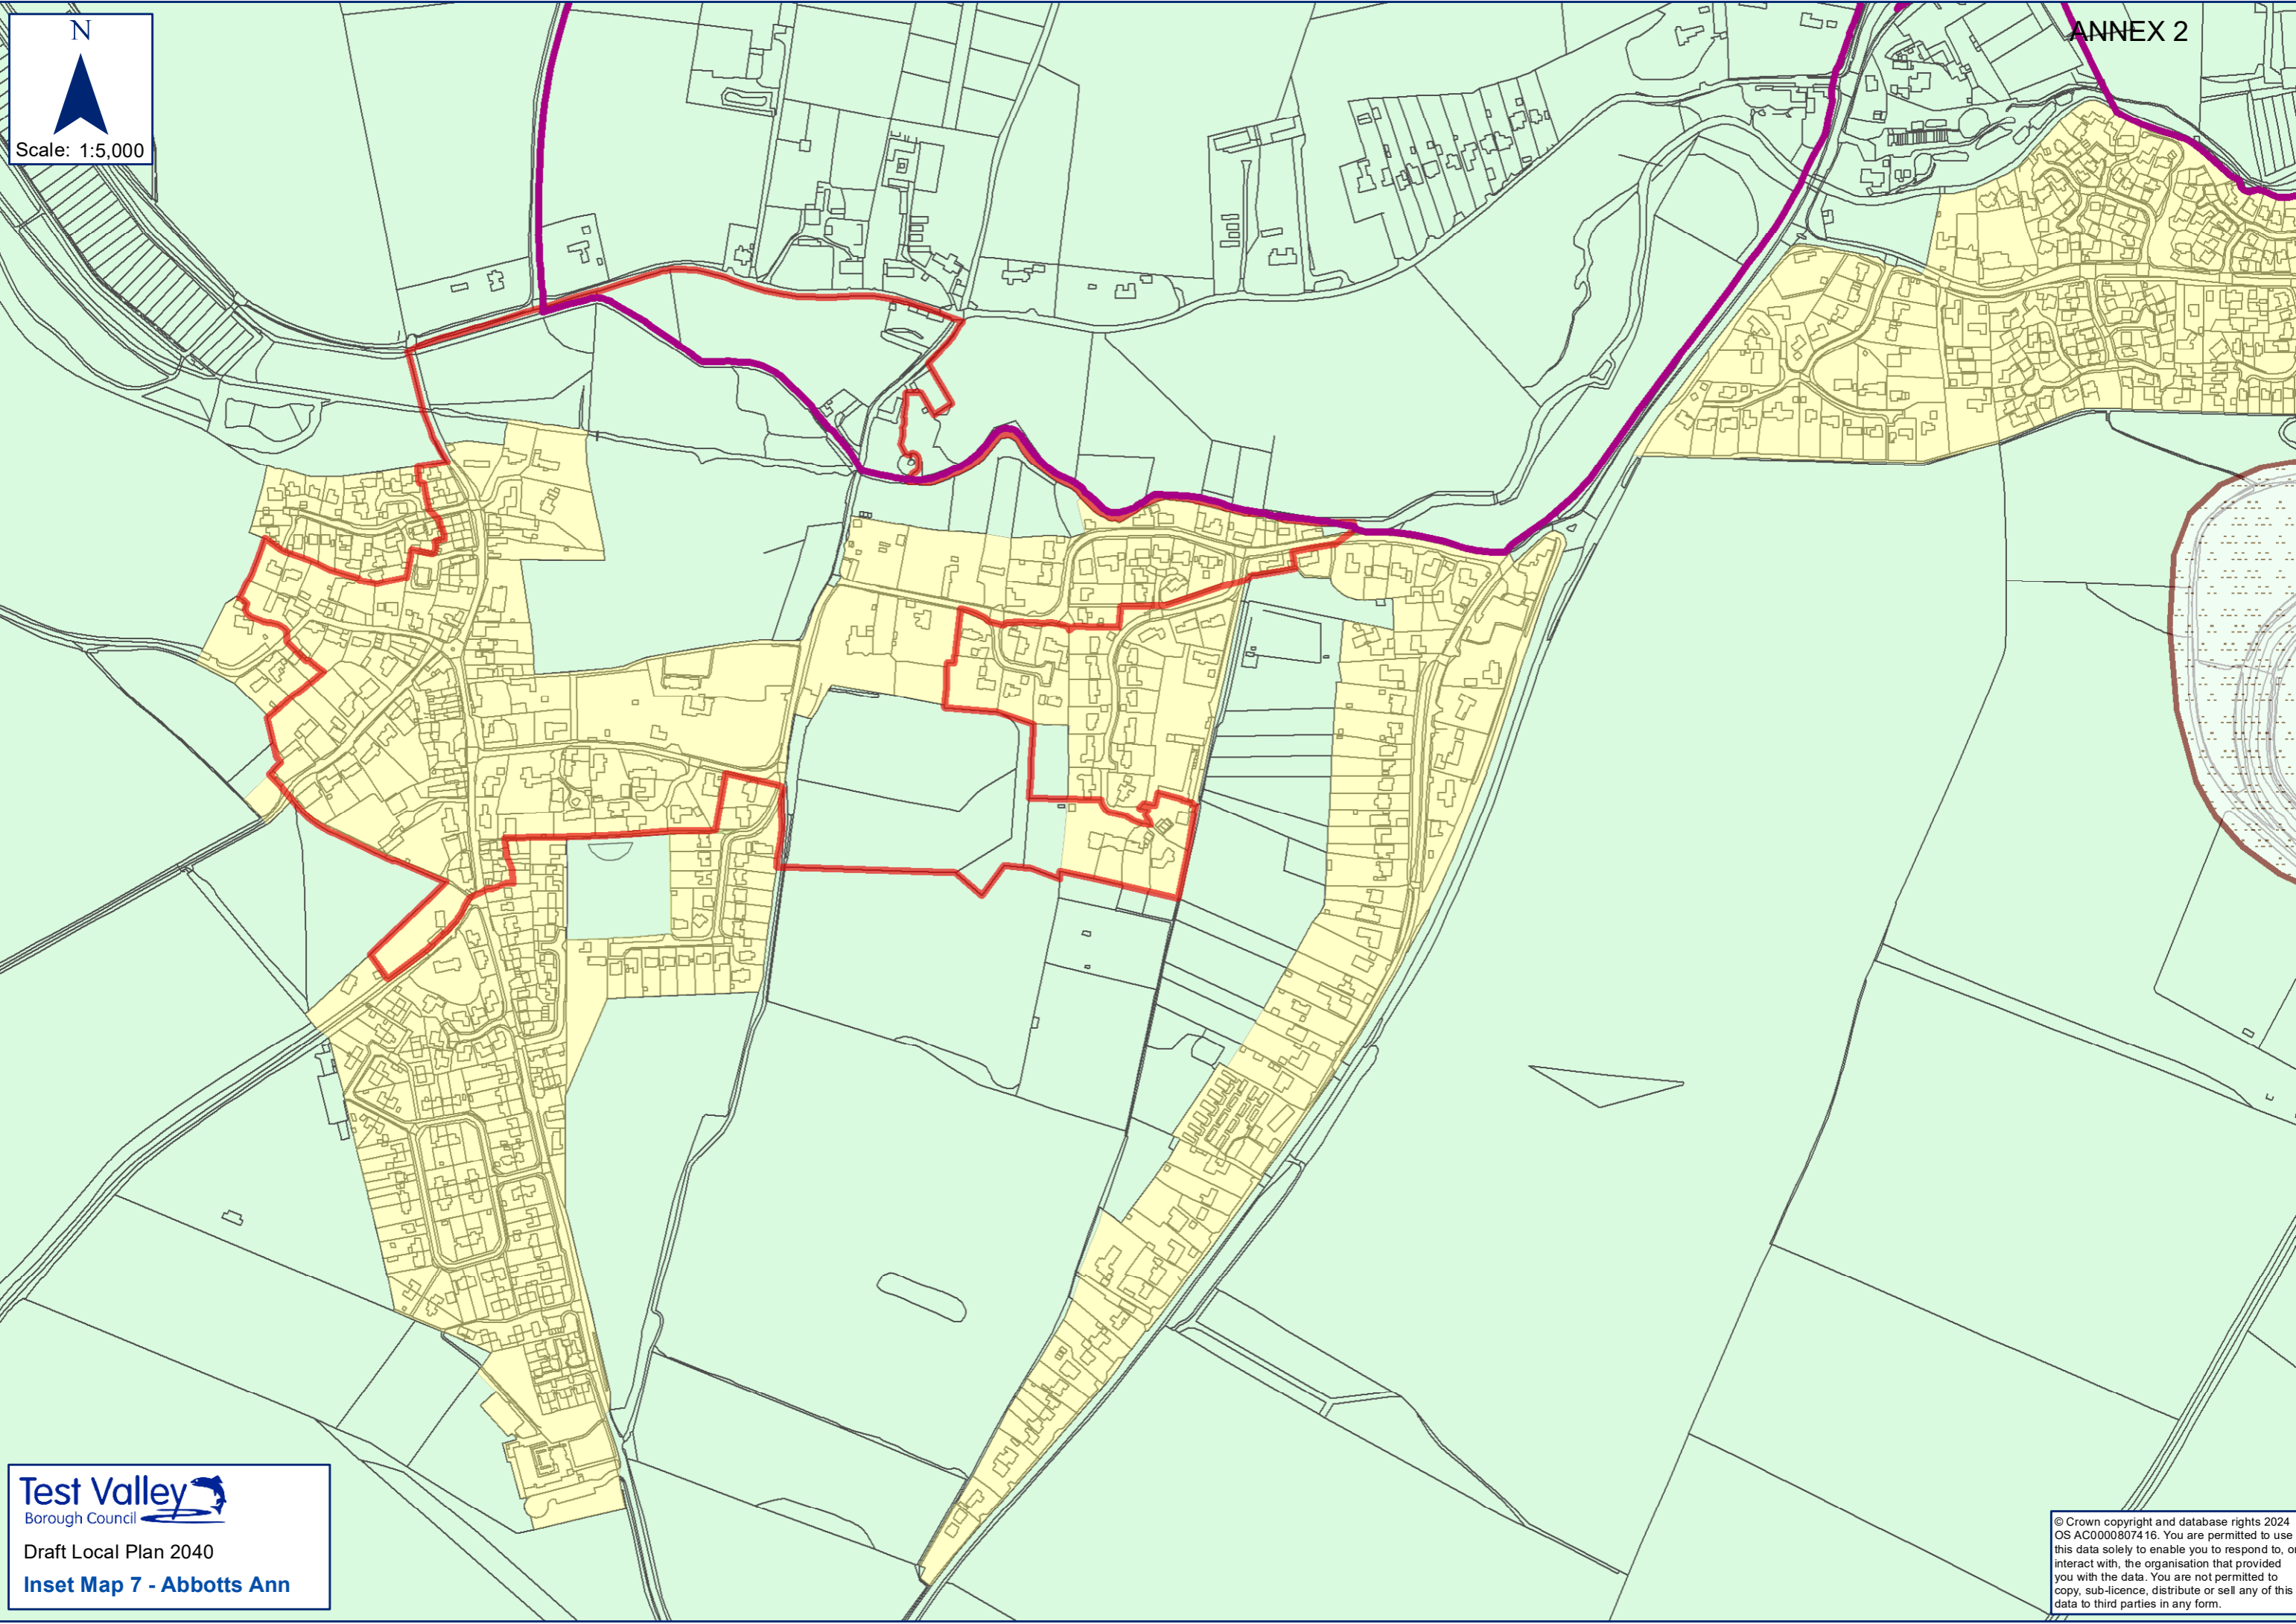 N
Scale: 1:5,000
ANNEX 2
Test Valley
Borough Council
Draft Local Plan 2040
Inset Map 7 - Abbotts Ann
© Crown copyright and database rights 2024
OS AC0000807416. You are permitted to use
this data solely to enable you to respond to, or
interact with, the organisation that provided
you with the data. You are not permitted to
copy, sub-licence, distribute or sell any of this
data to third parties in any form.